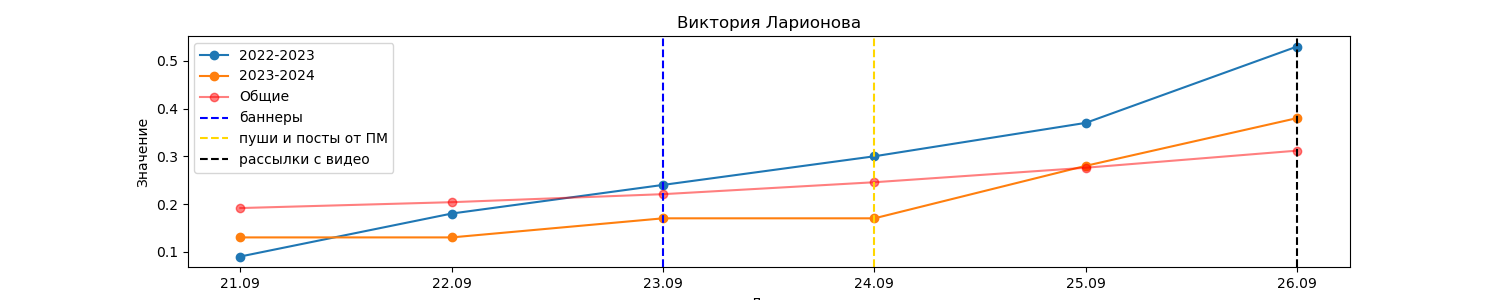 Виктория Ларионова
2022-2023
2023-2024
Общие
баннеры
пуши и посты от ПМ
рассылки с видео
Значение
0.5
0.4
0.3
0.2
0.1
21.09
22.09
23.09
24.09
25.09
26.09